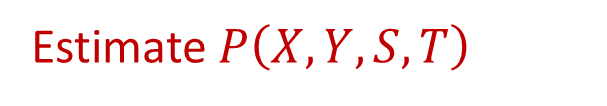 Estimate P(X, Y, S, T)